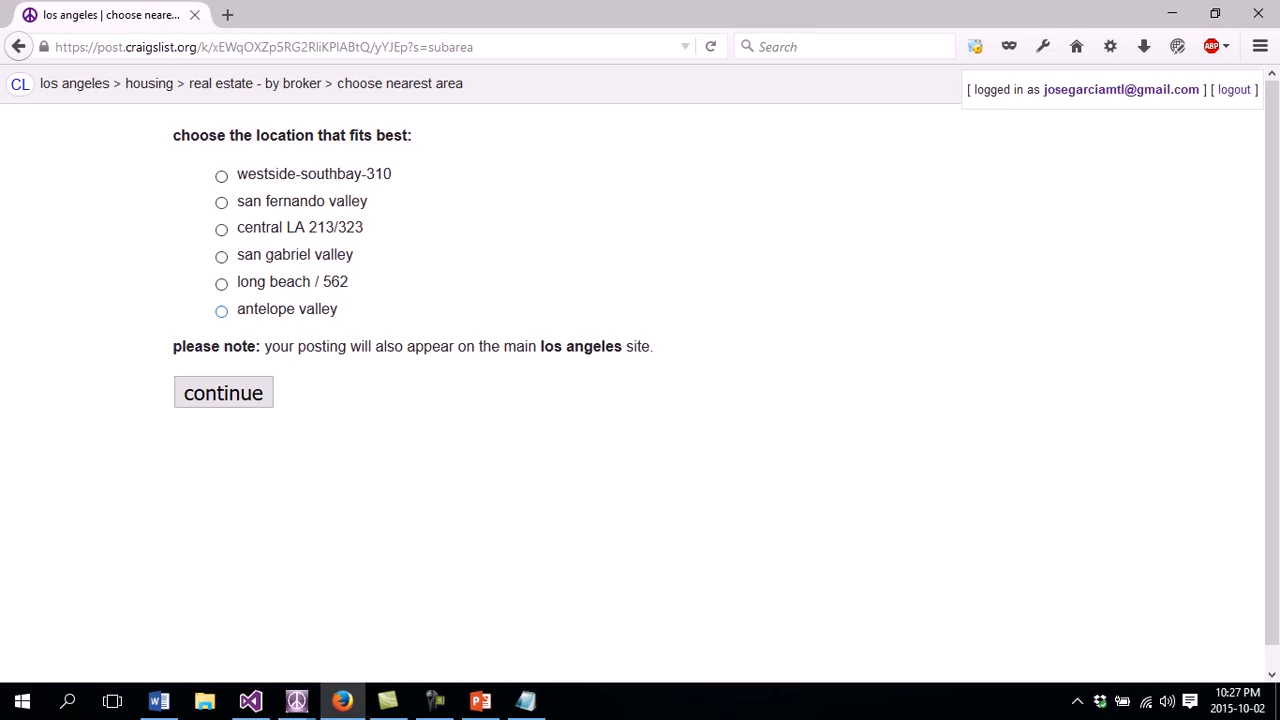 los angeles | choose neare...
https://post.craigslist.org/k/xEWqOXZp5RG2RliKPlABtQ/yYJEp?s=subarea
Search
ABP
CL los angeles > housing > real estate - by broker > choose nearest area
[ logged in as josegarciamtl@gmail.com ] [ logout ]
choose the location that fits best:
westside-southbay-310
san fernando valley
central LA 213/323
san gabriel valley
long beach / 562
antelope valley
please note: your posting will also appear on the main los angeles site.
continue
10:27 PM
2015-10-02